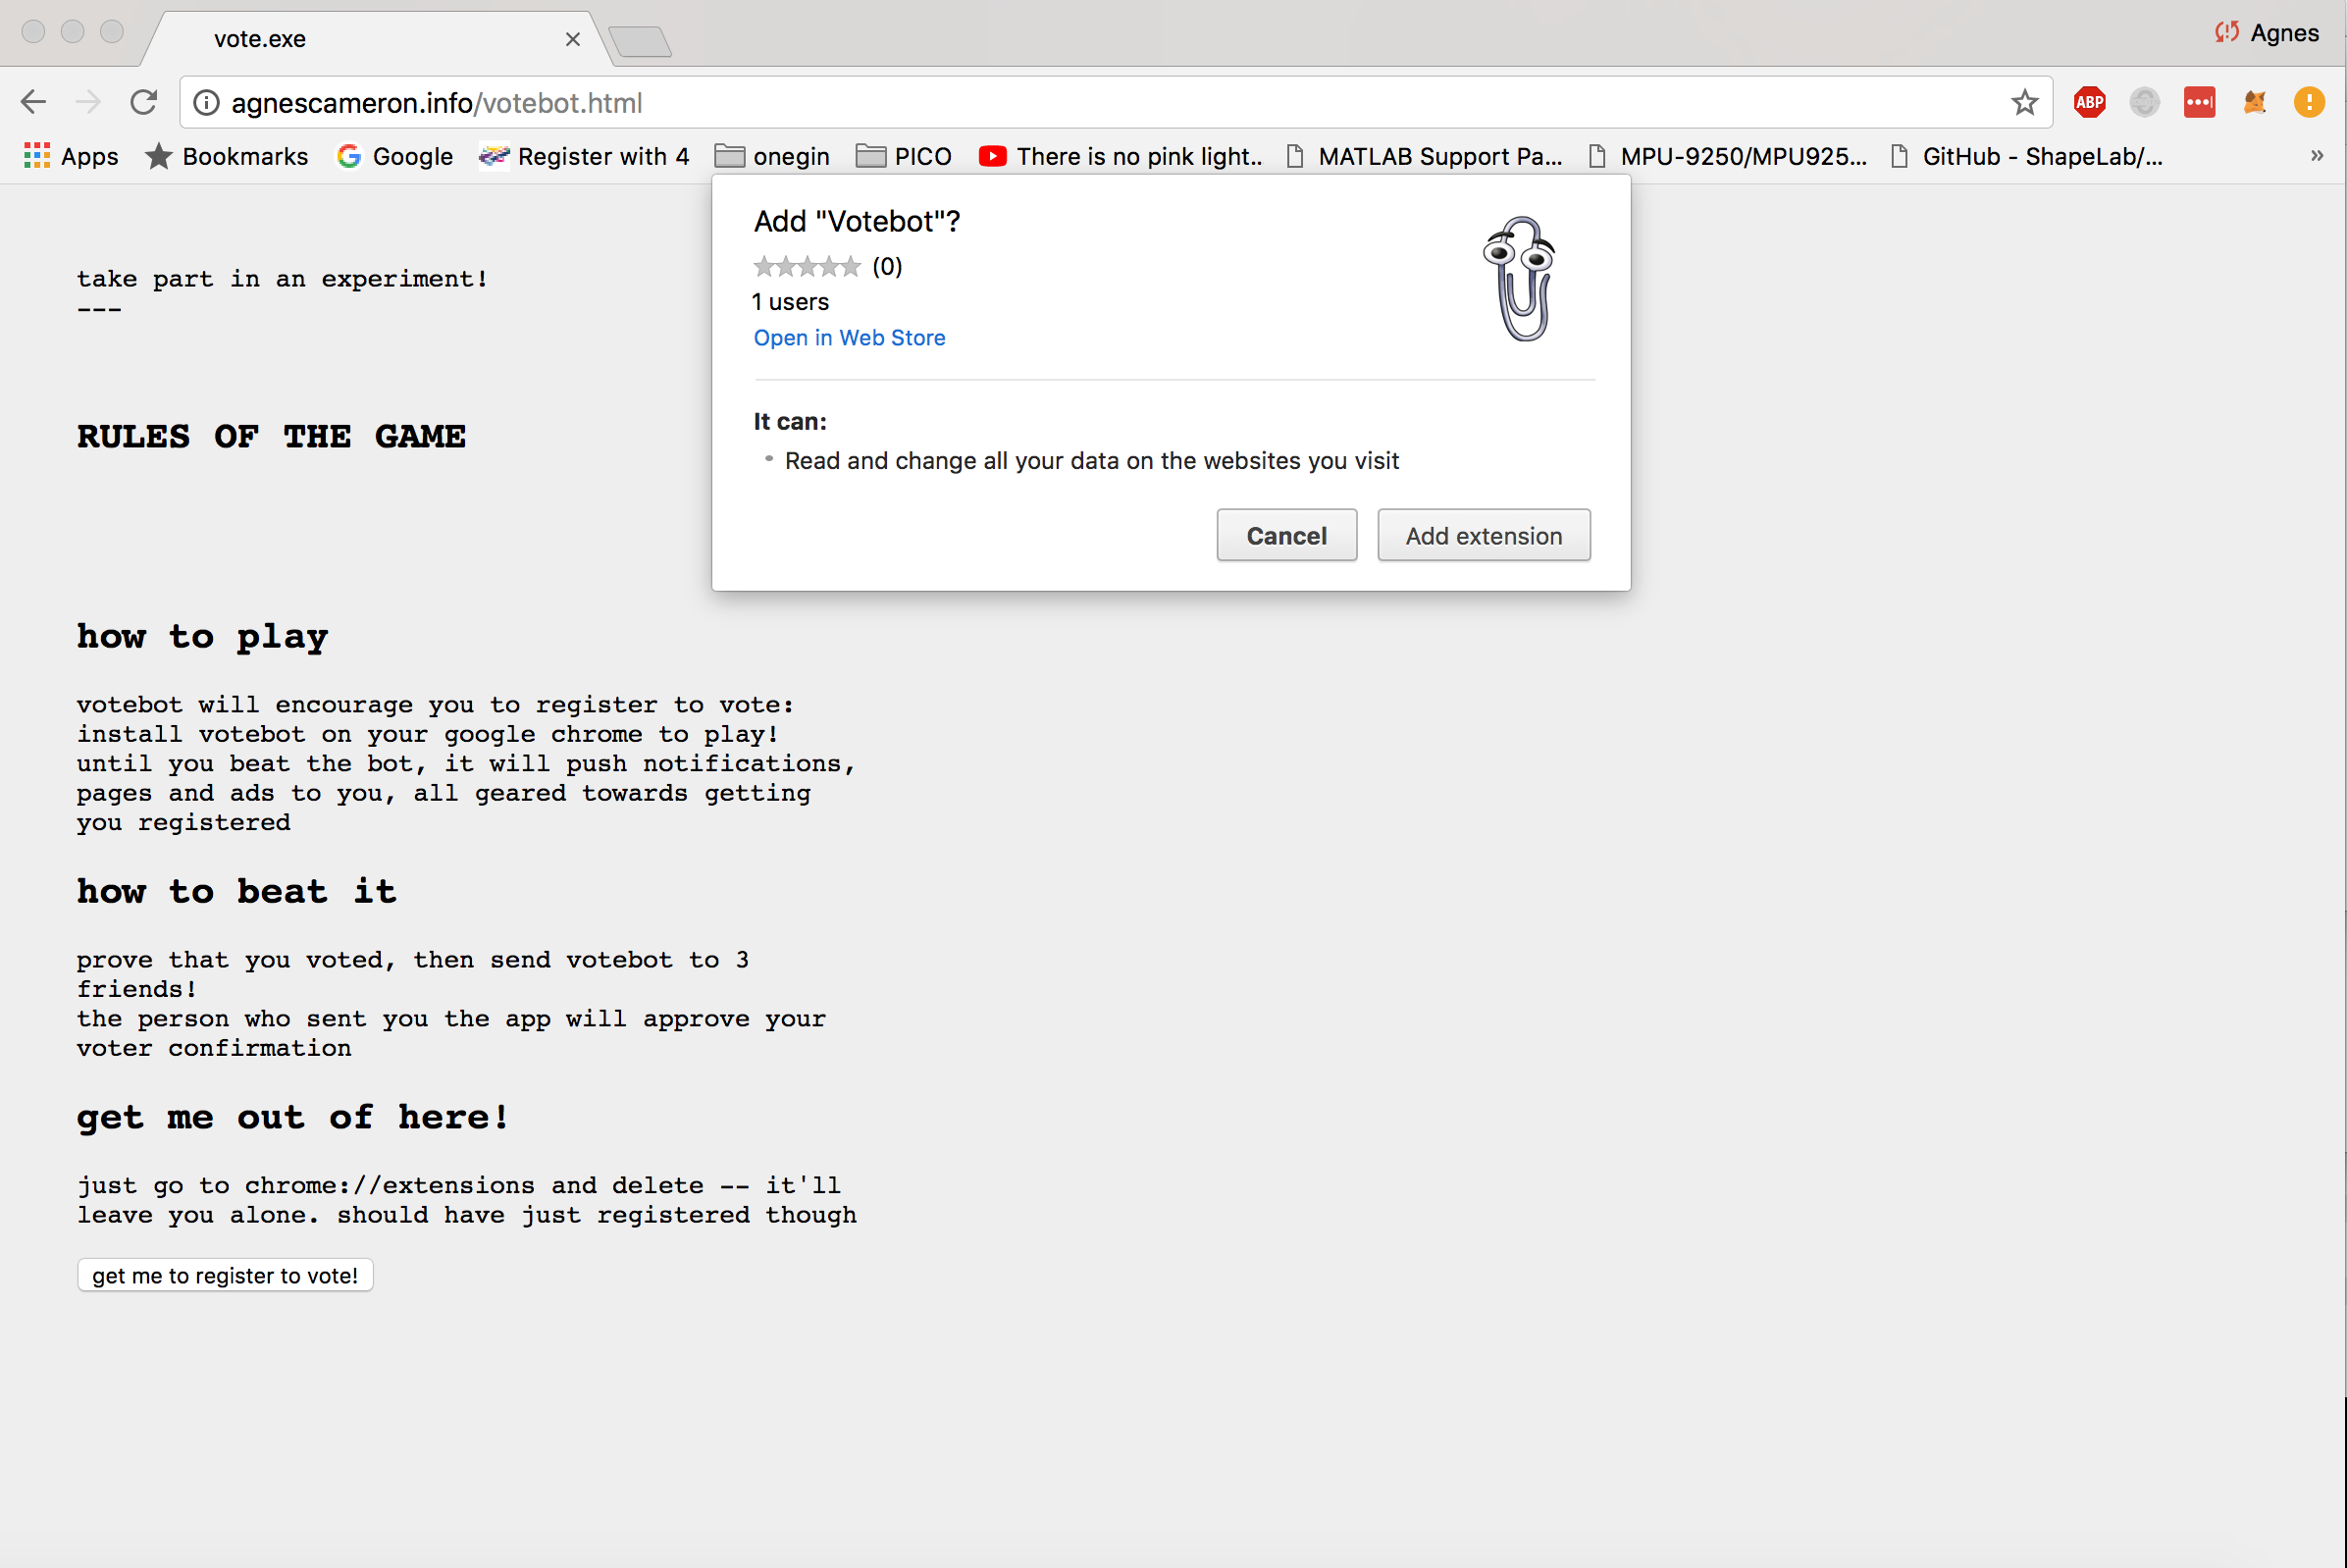 vote.exe
Agnes
agnescameron.info/votebot.html
ABP
Apps Bookmarks Google Register with 4 onegin PICO There is no pink light.. MATLAB Support Pa... MPU-9250/MPU925... GitHub - ShapeLab/... »
Add "Votebot"?
(0)
1 users
Open in Web Store
It can:
Read and change all your data on the websites you visit
Cancel Add extension
take part in an experiment!
---
RULES OF THE GAME
how to play
votebot will encourage you to register to vote:
install votebot on your google chrome to play!
until you beat the bot, it will push notifications,
pages and ads to you, all geared towards getting
you registered
how to beat it
prove that you voted, then send votebot to 3
friends!
the person who sent you the app will approve your
voter confirmation
get me out of here!
just go to chrome://extensions and delete -- it'll
leave you alone. should have just registered though
get me to register to vote!